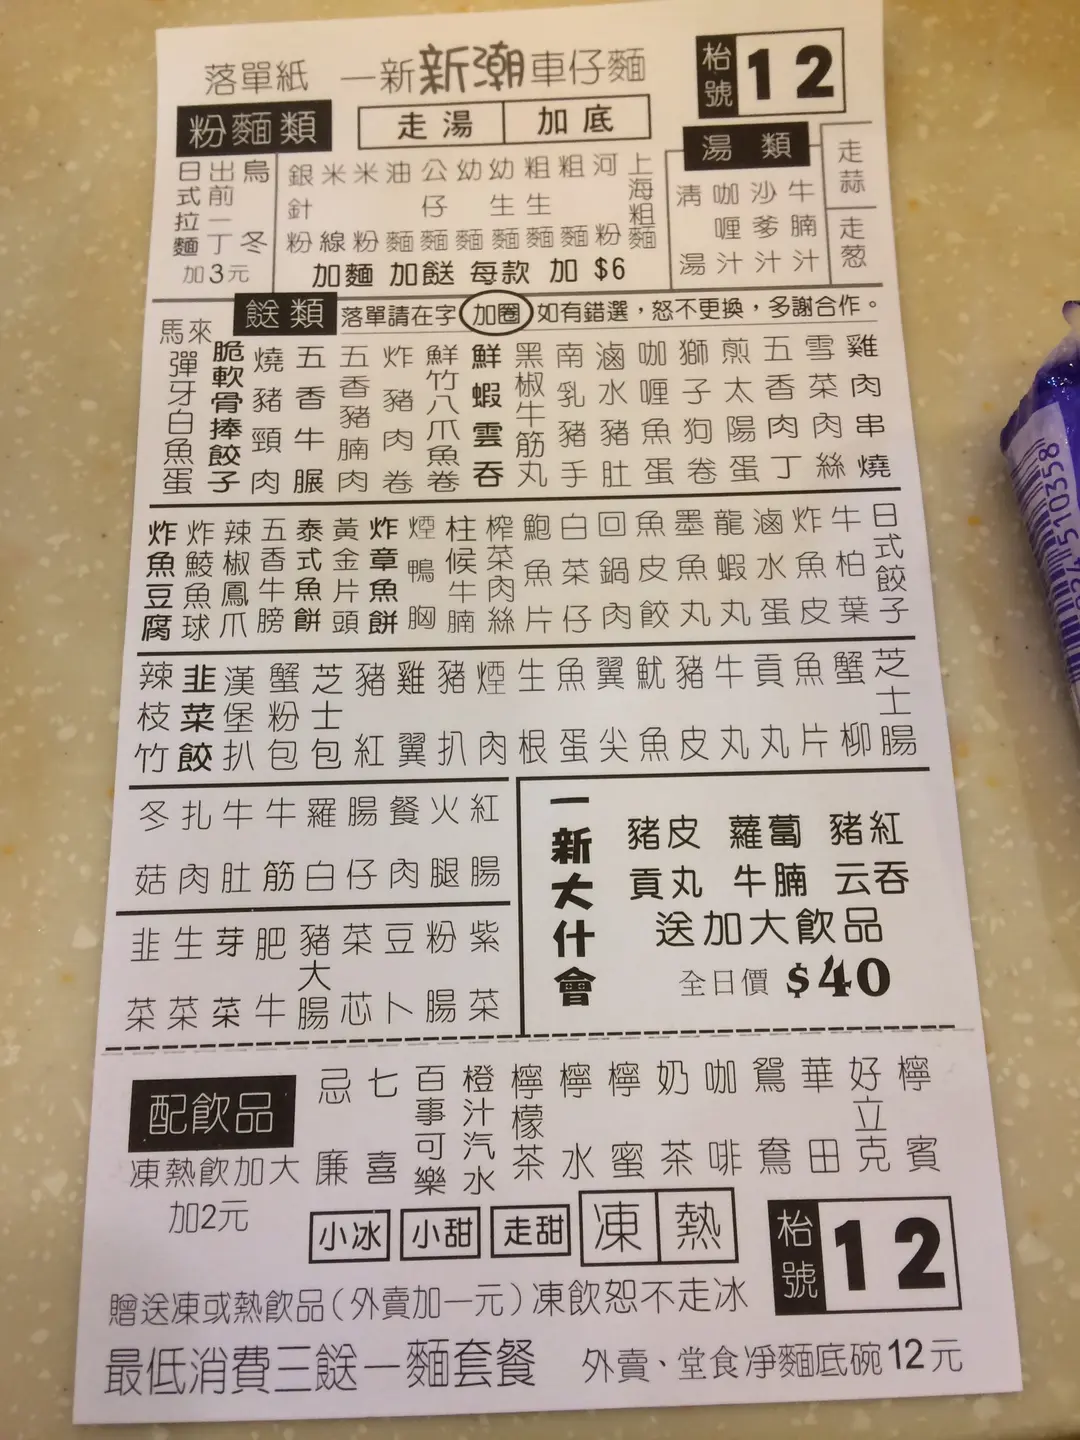 落單紙 一新新潮車仔麵
枱號 12
粉麵類
走湯 加底
日式拉麵
出前一丁
烏冬
加3元
銀針粉
米線
米粉
油麵
公仔麵
幼麵
幼生麵
粗生麵
粗麵
河粉
上海粗麵
加麵 加餸 每款 加 $6
湯類
清湯
咖喱汁
沙爹汁
牛腩汁
走蒜
走葱
餸類 落單請在字 加圈 如有錯選，怒不更換，多謝合作。
馬來彈牙白魚蛋
脆軟骨捧餃子
燒豬頸肉
五香牛𦟌
五香豬腩肉
炸豬肉卷
鮮竹八爪魚卷
鮮蝦雲吞
黑椒牛筋丸
南乳豬手
滷水豬肚
咖喱魚蛋
獅子狗卷
煎太陽蛋
五香肉丁
雪菜肉絲
雞肉串燒
炸魚豆腐
炸鯪魚球
辣椒鳳爪
五香牛膀
泰式魚餅
黃金片頭
炸章魚餅
煙鴨胸
柱候牛腩
榨菜肉絲
鮑魚片
白菜仔
回鍋肉
魚皮餃
墨魚丸
龍蝦丸
滷水蛋
炸魚皮
牛柏葉
日式餃子
辣枝竹
韭菜餃
漢堡扒
蟹粉包
芝士包
豬紅
雞翼
豬扒
煙肉
生根
魚蛋
翼尖
魷魚
豬皮
牛丸
貢丸
魚片
蟹柳
芝士腸
冬菇
扎肉
牛肚
牛筋
羅白
腸仔
餐肉
火腿
紅腸
韭菜
生菜
芽菜
肥牛
豬大腸
菜芯
豆卜
粉腸
紫菜
一新大什會
豬皮 蘿蔔 豬紅
貢丸 牛腩 云吞
送加大飲品
全日價 $40
配飲品
凍熱飲加大
加2元
忌廉
七喜
百事可樂
橙汁汽水
檸檬茶
檸水
檸蜜
奶茶
咖啡
鴛鴦
華田
好立克
檸賓
小冰 小甜 走甜 凍 熱
枱號 12
贈送凍或熱飲品(外賣加一元)凍飲恕不走冰
最低消費三餸一麵套餐 外賣、堂食淨麵底碗12元
510358